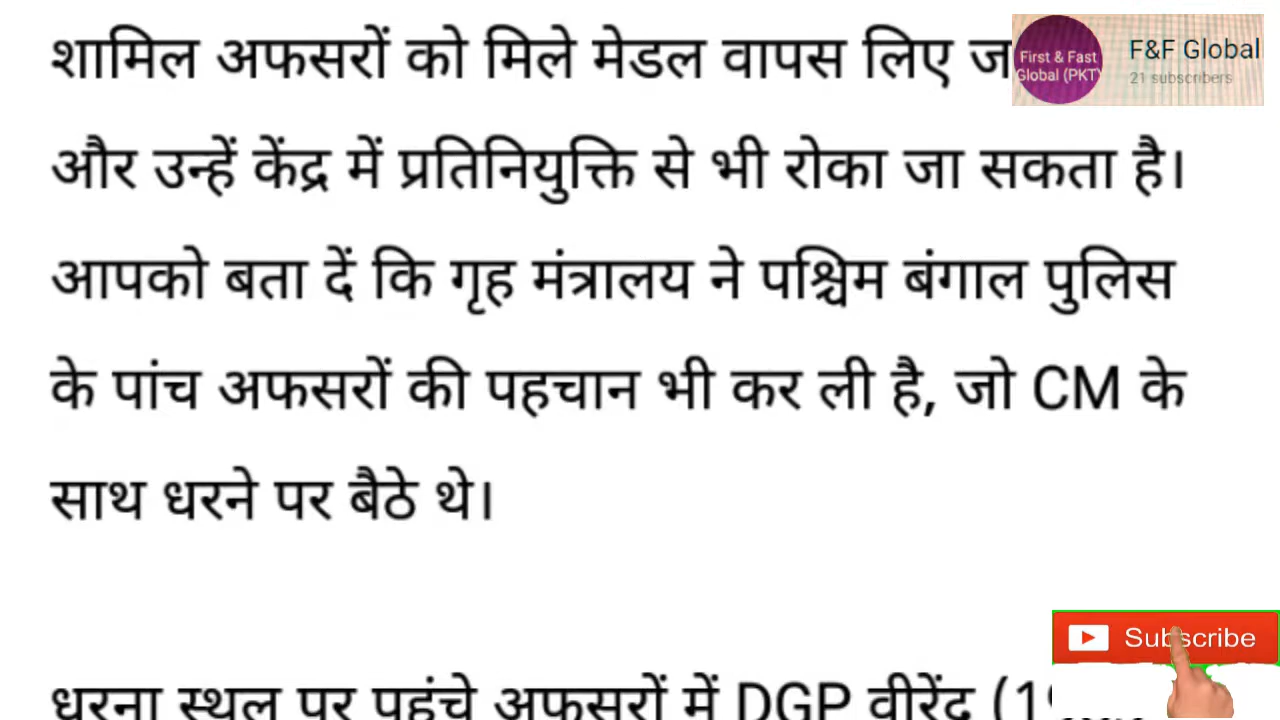 शामिल अफसरों को मिले मेडल वापस लिए
First & Fast
Global (PKT)
F&F Global
21 subscribers
और उन्हें केंद्र में प्रतिनियुक्ति से भी रोका जा सकता है।
आपको बता दें कि गृह मंत्रालय ने पश्चिम बंगाल पुलिस
के पांच अफसरों की पहचान भी कर ली है, जो CM के
साथ धरने पर बैठे थे।
Subscribe
धरना स्थल पर पहुंचे अफसरों में DGP वीरेंद्र